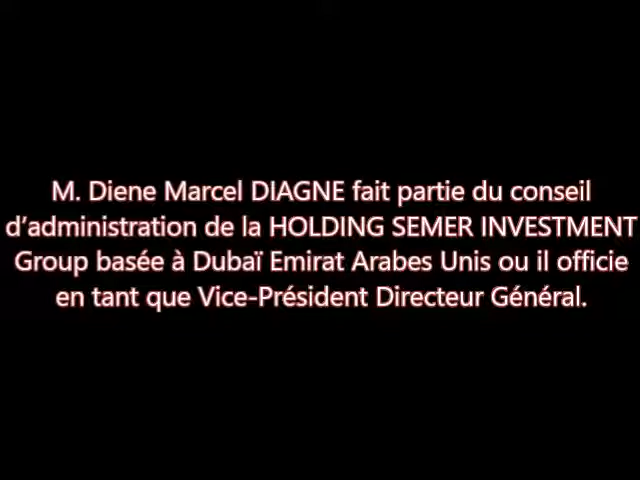 M. Diene Marcel DIAGNE fait partie du conseil
d’administration de la HOLDING SEMER INVESTMENT
Group basée à Dubaï Emirat Arabes Unis ou il officie
en tant que Vice-Président Directeur Général.